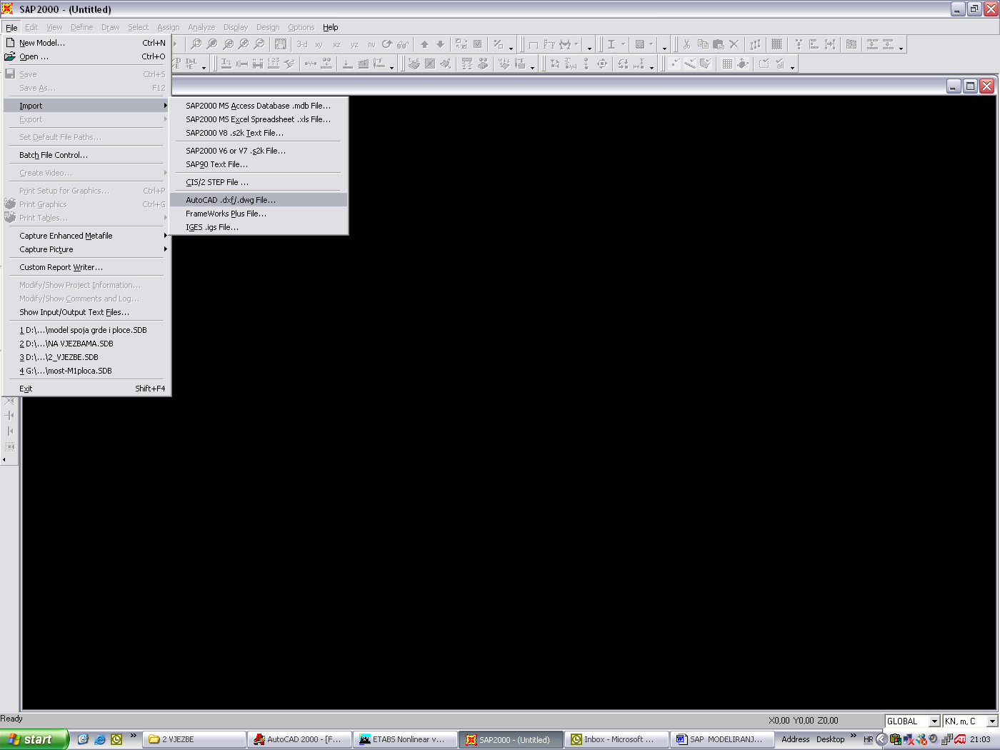 SAP2000 - (Untitled)
File Edit View Define Draw Select Assign Analyze Display Design Options Help
New Model... Ctrl+N
Open ... Ctrl+O
Save Ctrl+S
Save As... F12
Import
Export
Set Default File Paths...
Batch File Control...
Create Video...
Print Setup for Graphics... Ctrl+P
Print Graphics Ctrl+G
Print Tables...
Capture Enhanced Metafile
Capture Picture
Custom Report Writer...
Modify/Show Project Information...
Modify/Show Comments and Log...
Show Input/Output Text Files...
1 D:\...\model spoja grde i ploce.SDB
2 D:\...\NA VJEZBAMA.SDB
3 D:\...\2_VJEZBE.SDB
4 G:\...\most-M1ploca.SDB
Exit Shift+F4
3-d xy xz yz nv
SAP2000 MS Access Database .mdb File...
SAP2000 MS Excel Spreadsheet .xls File...
SAP2000 V8 .s2k Text File...
SAP2000 V6 or V7 .s2k File...
SAP90 Text File...
CIS/2 STEP File ...
AutoCAD .dxf/.dwg File...
FrameWorks Plus File...
IGES .igs File...
Ready
X0,00 Y0,00 Z0,00
GLOBAL
KN, m, C
start
2 VJEZBE
AutoCAD 2000 - [F...
ETABS Nonlinear v...
SAP2000 - (Untitled)
Inbox - Microsoft ...
SAP MODELIRANJ...
Address Desktop
HR
21:03